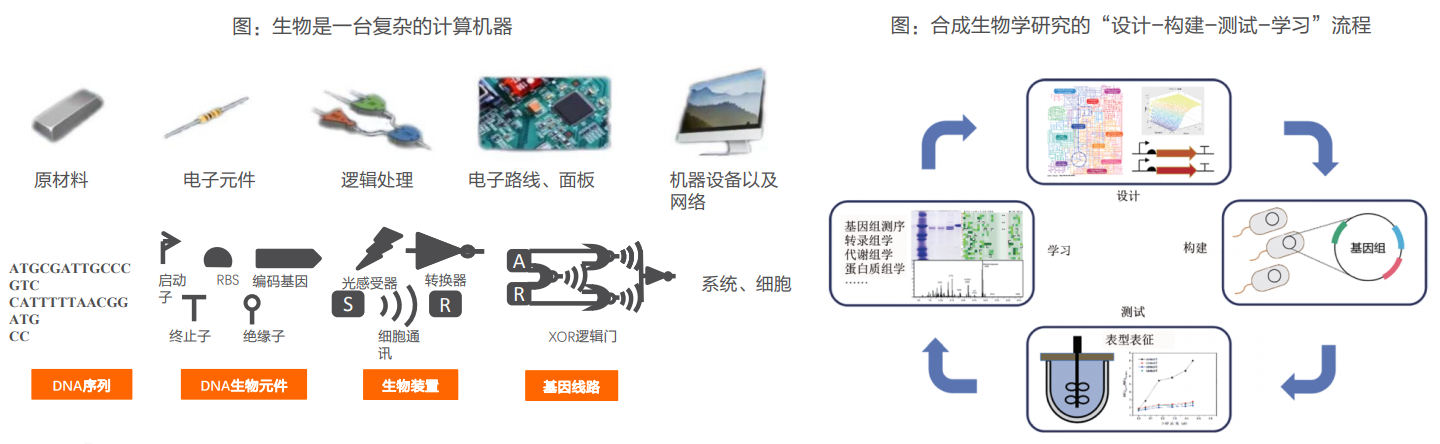 图：生物是一台复杂的计算机器
原材料
电子元件
逻辑处理
电子路线、面板
机器设备以及
网络
ATGCGATTGCCC
GTC
CATTTTTAACGG
ATG
CC
启动
子
RBS
编码基因
终止子
绝缘子
光感受器
转换器
S
R
细胞通
讯
A
R
XOR逻辑门
系统、细胞
DNA序列
DNA生物元件
生物装置
基因线路
图：合成生物学研究的“设计–构建–测试–学习”流程
设计
基因组测序
转录组学
代谢组学
蛋白质组学
……
学习
构建
基因组
测试
表型表征